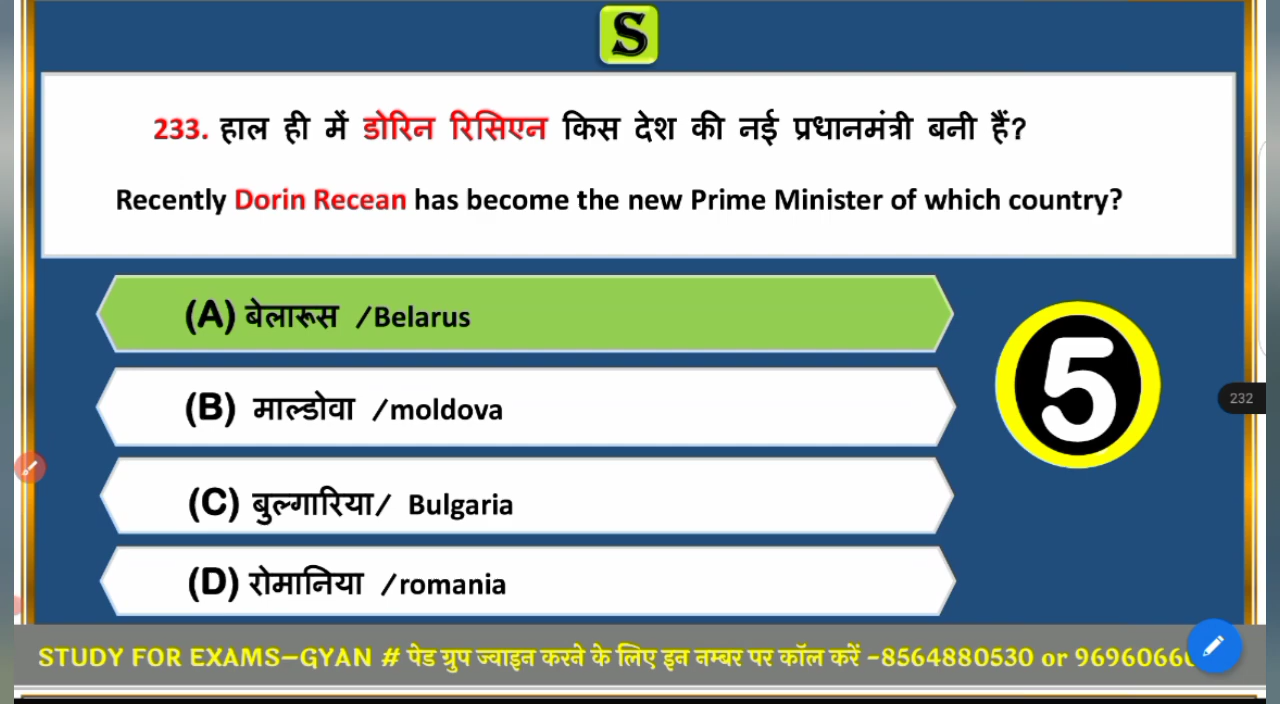 S
233. हाल ही में डोरिन रिसिएन किस देश की नई प्रधानमंत्री बनी हैं?
Recently Dorin Recean has become the new Prime Minister of which country?
(A) बेलारूस /Belarus
(B) माल्डोवा /moldova
(C) बुल्गारिया/ Bulgaria
(D) रोमानिया /romania
5
232
STUDY FOR EXAMS-GYAN # पेड ग्रुप ज्वाइन करने के लिए इन नम्बर पर कॉल करें -8564880530 or